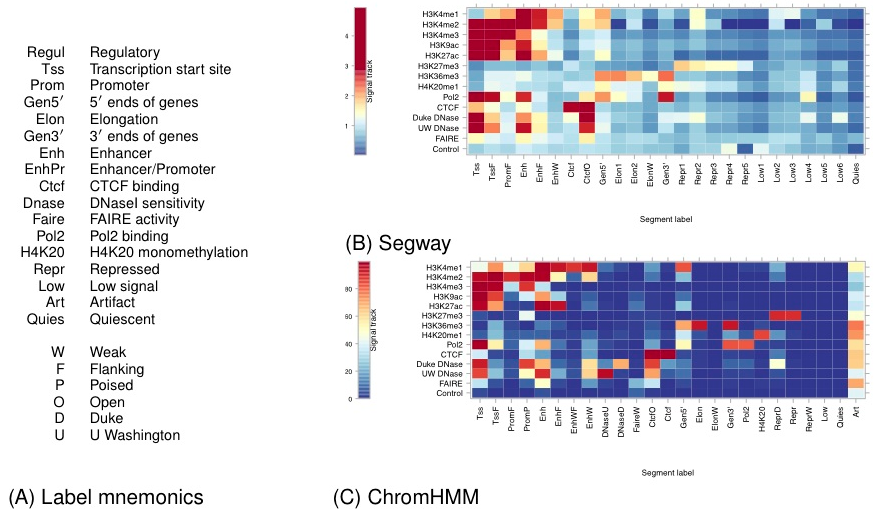 Regul Regulatory
Tss Transcription start site
Prom Promoter
Gen5′ 5′ ends of genes
Elon Elongation
Gen3′ 3′ ends of genes
Enh Enhancer
EnhPr Enhancer/Promoter
Ctcf CTCF binding
Dnase DNaseI sensitivity
Faire FAIRE activity
Pol2 Pol2 binding
H4K20 H4K20 monomethylation
Repr Repressed
Low Low signal
Art Artifact
Quies Quiescent
W Weak
F Flanking
P Poised
O Open
D Duke
U U Washington
(A) Label mnemonics
4
3
2
1
Signal track
H3K4me1
H3K4me2
H3K4me3
H3K9ac
H3K27ac
H3K27me3
H3K36me3
H4K20me1
Pol2
CTCF
Duke DNase
UW DNase
FAIRE
Control
Tss TssF PromF Enh EnhF EnhW Ctcf CtcfO Gen5' Elon1 Elon2 ElonW Gen3' Repr1 Repr2 Repr3 Repr4 Repr5 Low1 Low2 Low3 Low4 Low5 Low6 Quies
Segment label
(B) Segway
80
60
40
20
0
Signal track
H3K4me1
H3K4me2
H3K4me3
H3K9ac
H3K27ac
H3K27me3
H3K36me3
H4K20me1
Pol2
CTCF
Duke DNase
UW DNase
FAIRE
Control
Tss TssF PromF PromP Enh EnhF EnhWF EnhW DNaseU DNaseD FaireW CtcfO Ctcf Gen5' Elon ElonW Gen3' Pol2 H4K20 ReprD Repr ReprW Low Quies Art
Segment label
(C) ChromHMM